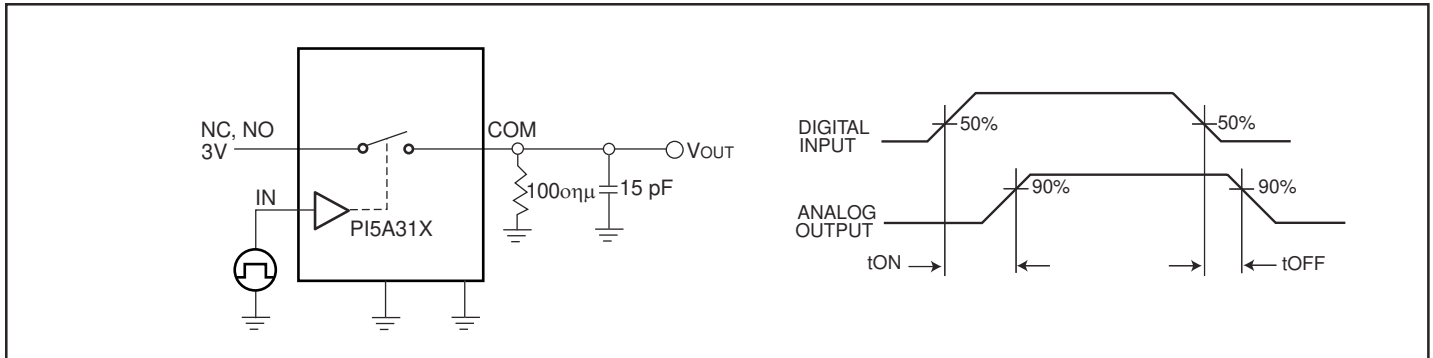 NC, NO
3V
COM
VOUT
100οημ
15 pF
IN
PI5A31X
DIGITAL
INPUT
50%
50%
ANALOG
OUTPUT
90%
90%
tON
tOFF